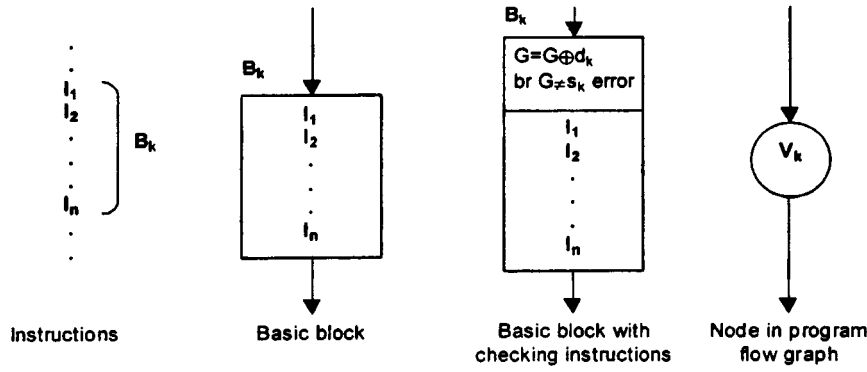 I₁
I₂
Iₙ
Bₖ
Instructions
Bₖ
I₁
I₂
Iₙ
Basic block
Bₖ
G=G⊕dₖ
br G≠sₖ error
I₁
I₂
Iₙ
Basic block with
checking instructions
Vₖ
Node in program
flow graph